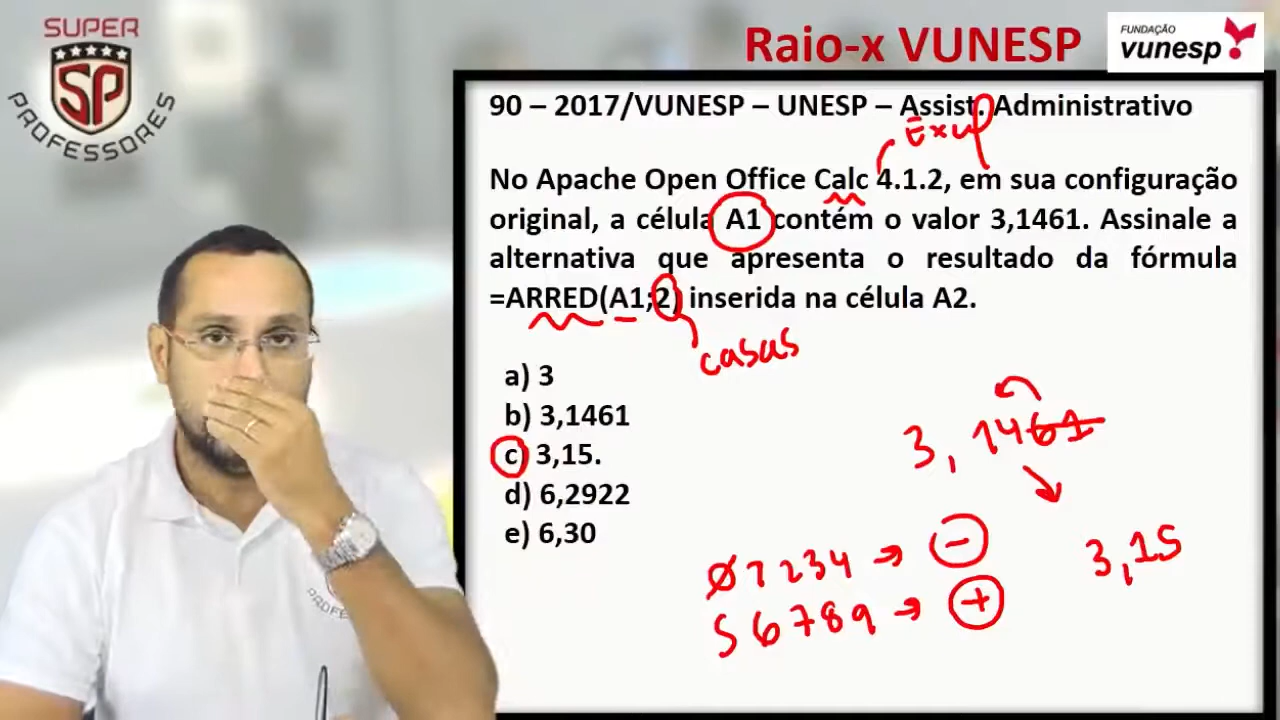 SUPER
SP
PROFESSORES
Raio-x VUNESP
FUNDAÇÃO
vunesp
90 – 2017/VUNESP – UNESP – Assist. Administrativo
No Apache Open Office Calc 4.1.2, em sua configuração
original, a célula A1 contém o valor 3,1461. Assinale a
alternativa que apresenta o resultado da fórmula
=ARRED(A1;2) inserida na célula A2.
casas
a) 3
b) 3,1461
c) 3,15.
d) 6,2922
e) 6,30
3,1461
3,15
01234 → -
56789 → +